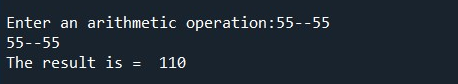 Enter an arithmetic operation:55--55
55--55
The result is =  110